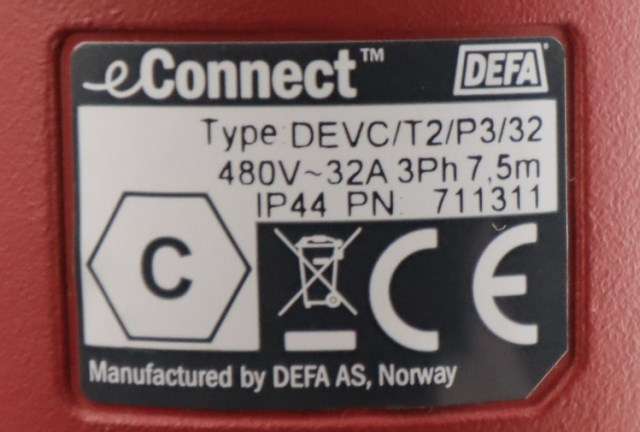 eConnect™
DEFA
Type: DEVC/T2/P3/32
480V~32A 3Ph 7,5m
IP44 PN: 711311
C
CE
Manufactured by DEFA AS, Norway